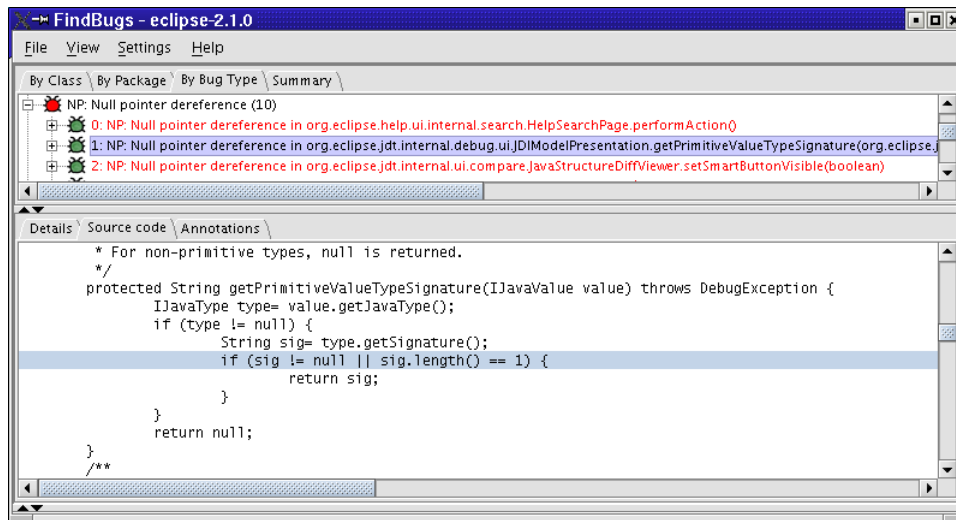 FindBugs - eclipse-2.1.0
File View Settings Help
By Class By Package By Bug Type Summary
NP: Null pointer dereference (10)
0: NP: Null pointer dereference in org.eclipse.help.ui.internal.search.HelpSearchPage.performAction()
1: NP: Null pointer dereference in org.eclipse.jdt.internal.debug.ui.JDIModelPresentation.getPrimitiveValueTypeSignature(org.eclipse.j
2: NP: Null pointer dereference in org.eclipse.jdt.internal.ui.compare.JavaStructureDiffViewer.setSmartButtonVisible(boolean)
Details Source code Annotations
* For non-primitive types, null is returned.
*/
protected String getPrimitiveValueTypeSignature(IJavaValue value) throws DebugException {
IJavaType type= value.getJavaType();
if (type != null) {
String sig= type.getSignature();
if (sig != null || sig.length() == 1) {
return sig;
}
}
return null;
}
/**